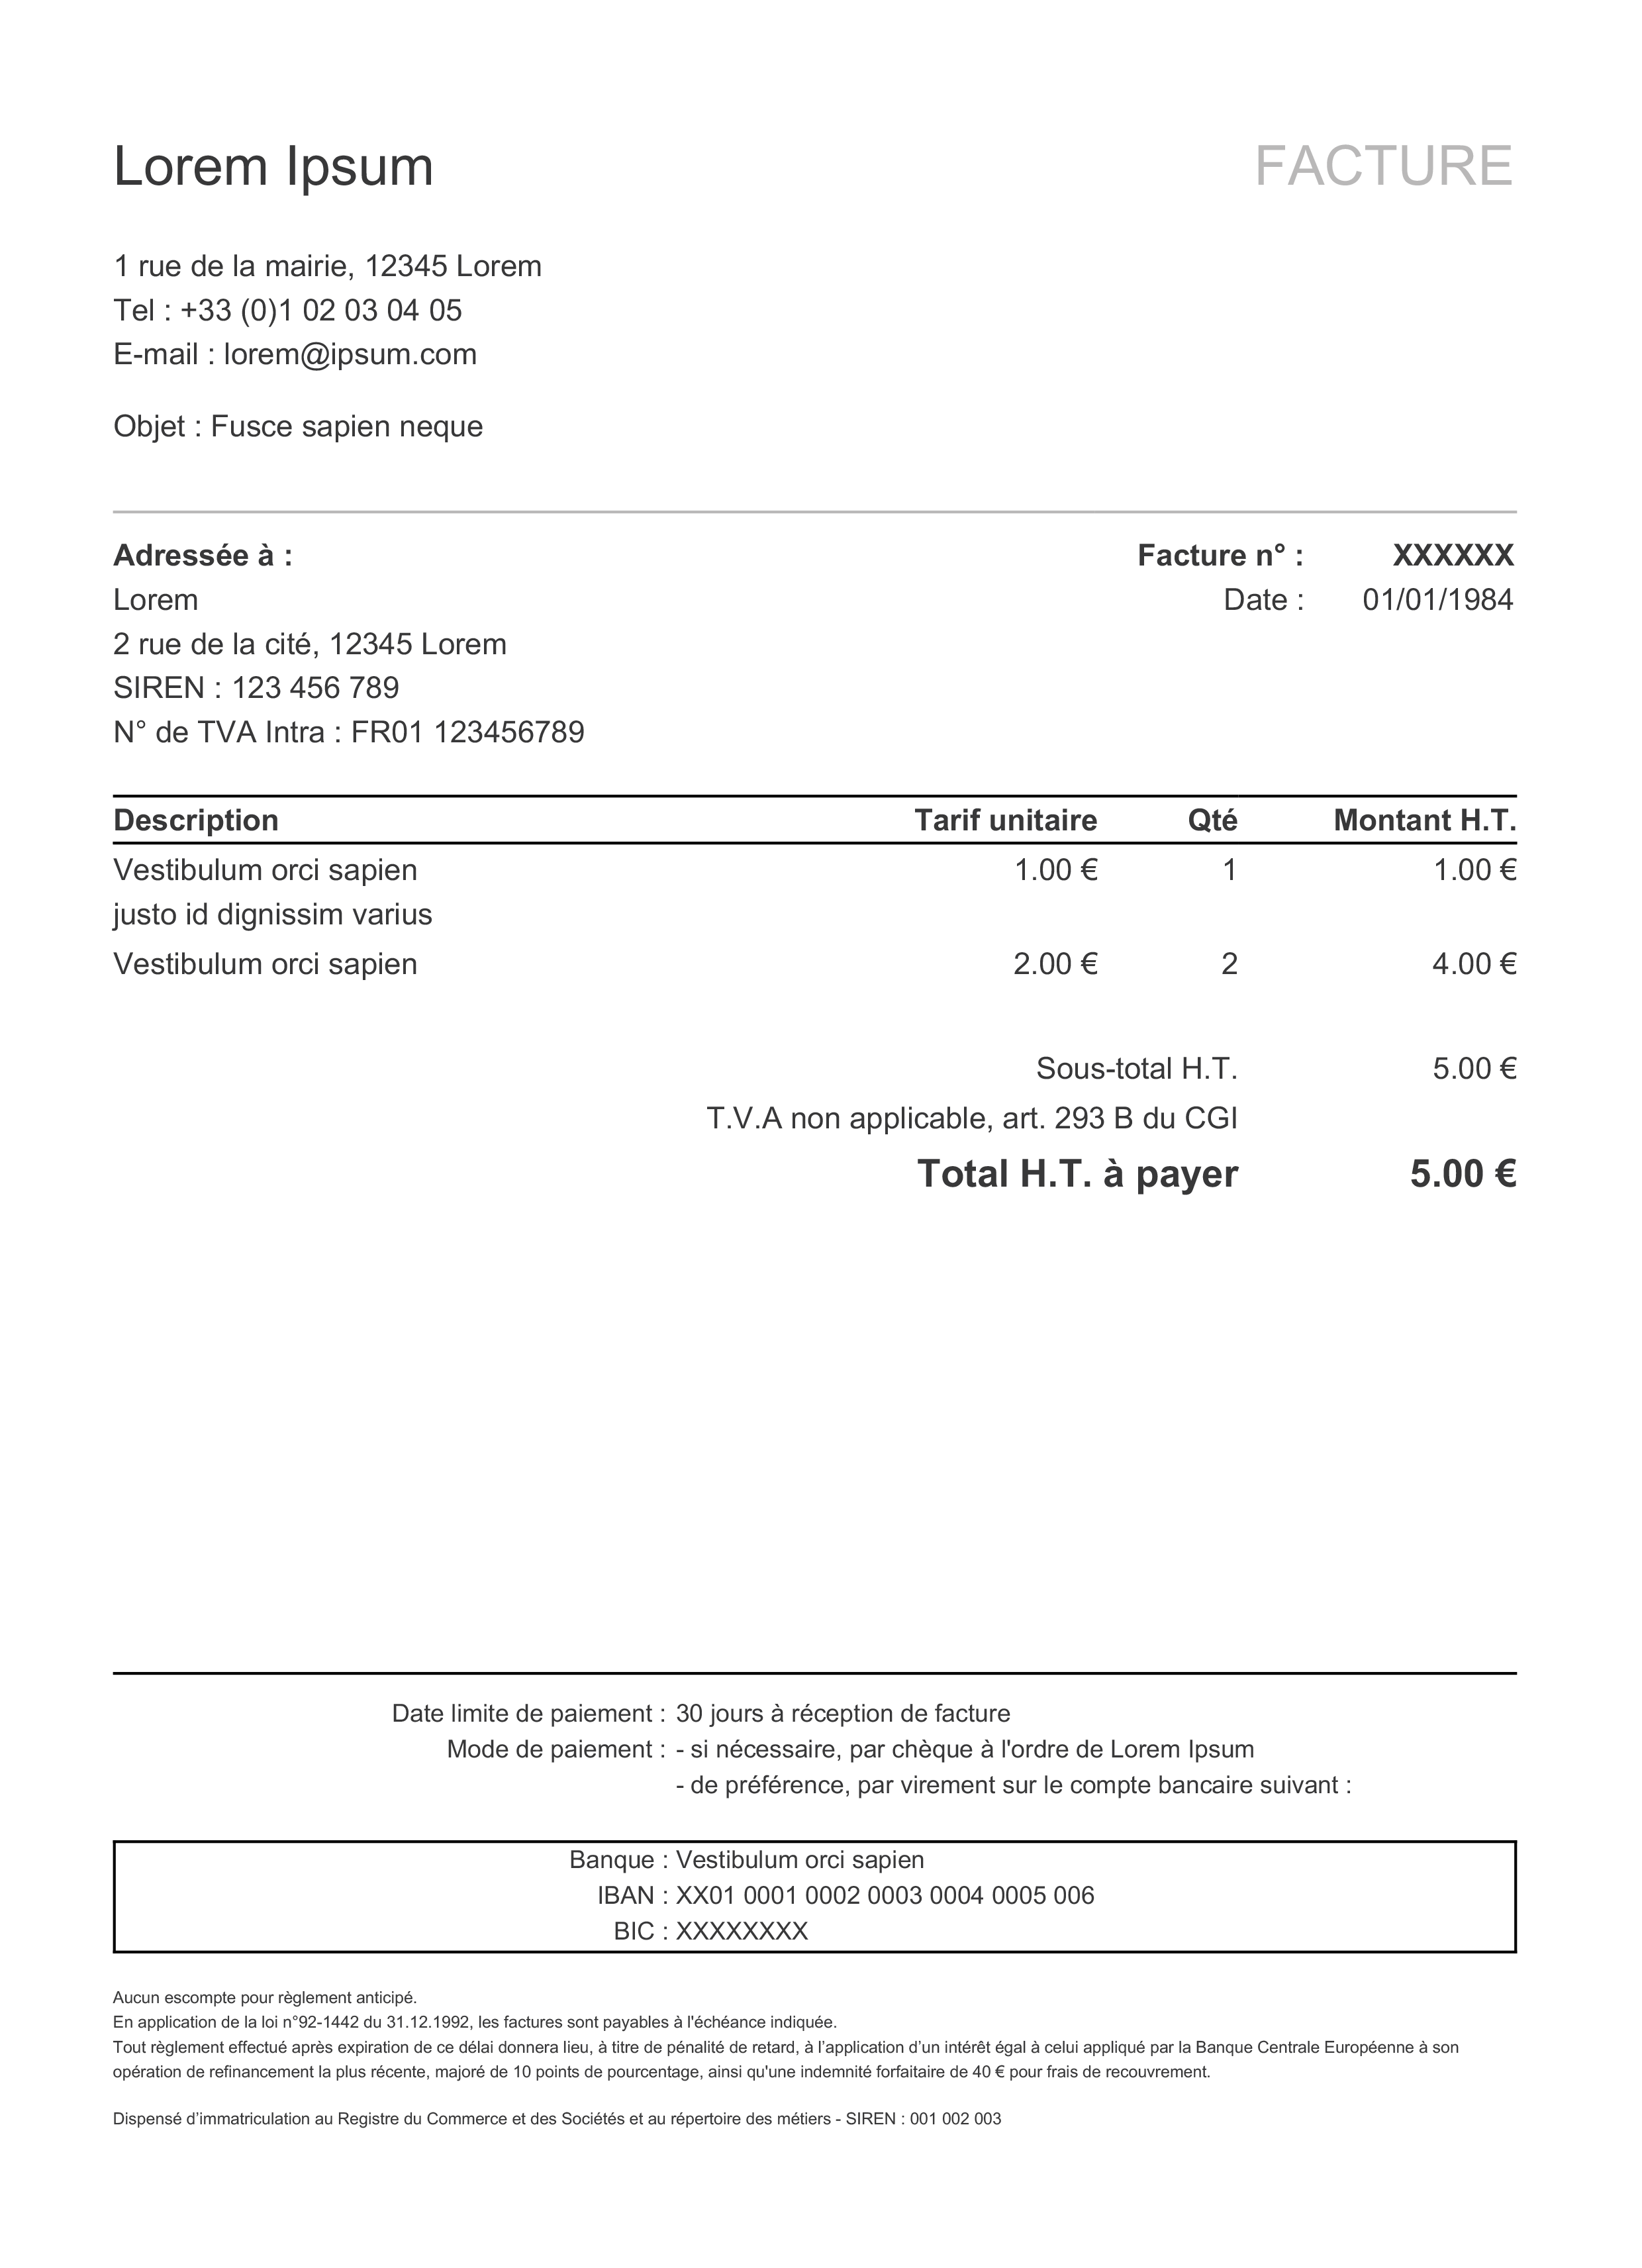 Lorem Ipsum FACTURE
1 rue de la mairie, 12345 Lorem
Tel : +33 (0)1 02 03 04 05
E-mail : lorem@ipsum.com
Objet : Fusce sapien neque
Adressée à : Facture n° : XXXXXX
Lorem Date : 01/01/1984
2 rue de la cité, 12345 Lorem
SIREN : 123 456 789
N° de TVA Intra : FR01 123456789
Description Tarif unitaire Qté Montant H.T.
Vestibulum orci sapien 1.00 € 1 1.00 €
justo id dignissim varius
Vestibulum orci sapien 2.00 € 2 4.00 €
Sous-total H.T. 5.00 €
T.V.A non applicable, art. 293 B du CGI
Total H.T. à payer 5.00 €
Date limite de paiement : 30 jours à réception de facture
Mode de paiement : - si nécessaire, par chèque à l'ordre de Lorem Ipsum
- de préférence, par virement sur le compte bancaire suivant :
Banque : Vestibulum orci sapien
IBAN : XX01 0001 0002 0003 0004 0005 006
BIC : XXXXXXXX
Aucun escompte pour règlement anticipé.
En application de la loi n°92-1442 du 31.12.1992, les factures sont payables à l'échéance indiquée.
Tout règlement effectué après expiration de ce délai donnera lieu, à titre de pénalité de retard, à l’application d’un intérêt égal à celui appliqué par la Banque Centrale Européenne à son
opération de refinancement la plus récente, majoré de 10 points de pourcentage, ainsi qu'une indemnité forfaitaire de 40 € pour frais de recouvrement.
Dispensé d’immatriculation au Registre du Commerce et des Sociétés et au répertoire des métiers - SIREN : 001 002 003